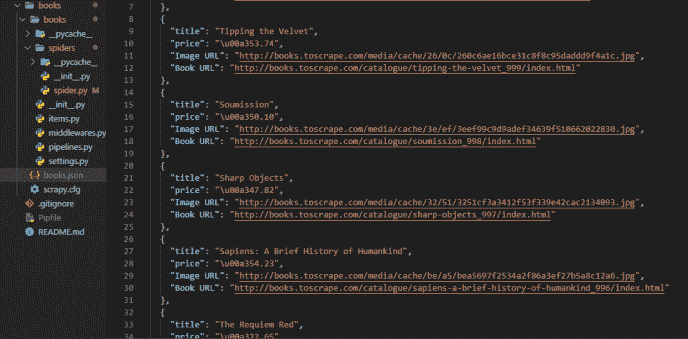 books
books
__pycache__
spiders
__pycache__
__init__.py
spider.py M
__init__.py
items.py
middlewares.py
pipelines.py
settings.py
books.json
scrapy.cfg
.gitignore
Pipfile
README.md
7 },
8 {
9 "title": "Tipping the Velvet",
10 "price": "\u00a353.74",
11 "Image URL": "http://books.toscrape.com/media/cache/26/0c/260c6ae16bce31c8f8c95daddd9f4a1c.jpg",
12 "Book URL": "http://books.toscrape.com/catalogue/tipping-the-velvet_999/index.html"
13 },
14 {
15 "title": "Soumission",
16 "price": "\u00a350.10",
17 "Image URL": "http://books.toscrape.com/media/cache/3e/ef/3eef99c9d9adef34639f510662022830.jpg",
18 "Book URL": "http://books.toscrape.com/catalogue/soumission_998/index.html"
19 },
20 {
21 "title": "Sharp Objects",
22 "price": "\u00a347.82",
23 "Image URL": "http://books.toscrape.com/media/cache/32/51/3251cf3a3412f53f339e42cac2134093.jpg",
24 "Book URL": "http://books.toscrape.com/catalogue/sharp-objects_997/index.html"
25 },
26 {
27 "title": "Sapiens: A Brief History of Humankind",
28 "price": "\u00a354.23",
29 "Image URL": "http://books.toscrape.com/media/cache/be/a5/bea5697f2534a2f86a3ef27b5a8c12a6.jpg",
30 "Book URL": "http://books.toscrape.com/catalogue/sapiens-a-brief-history-of-humankind_996/index.html"
31 },
32 {
33 "title": "The Requiem Red"
34 "price": "\u00a322.65"